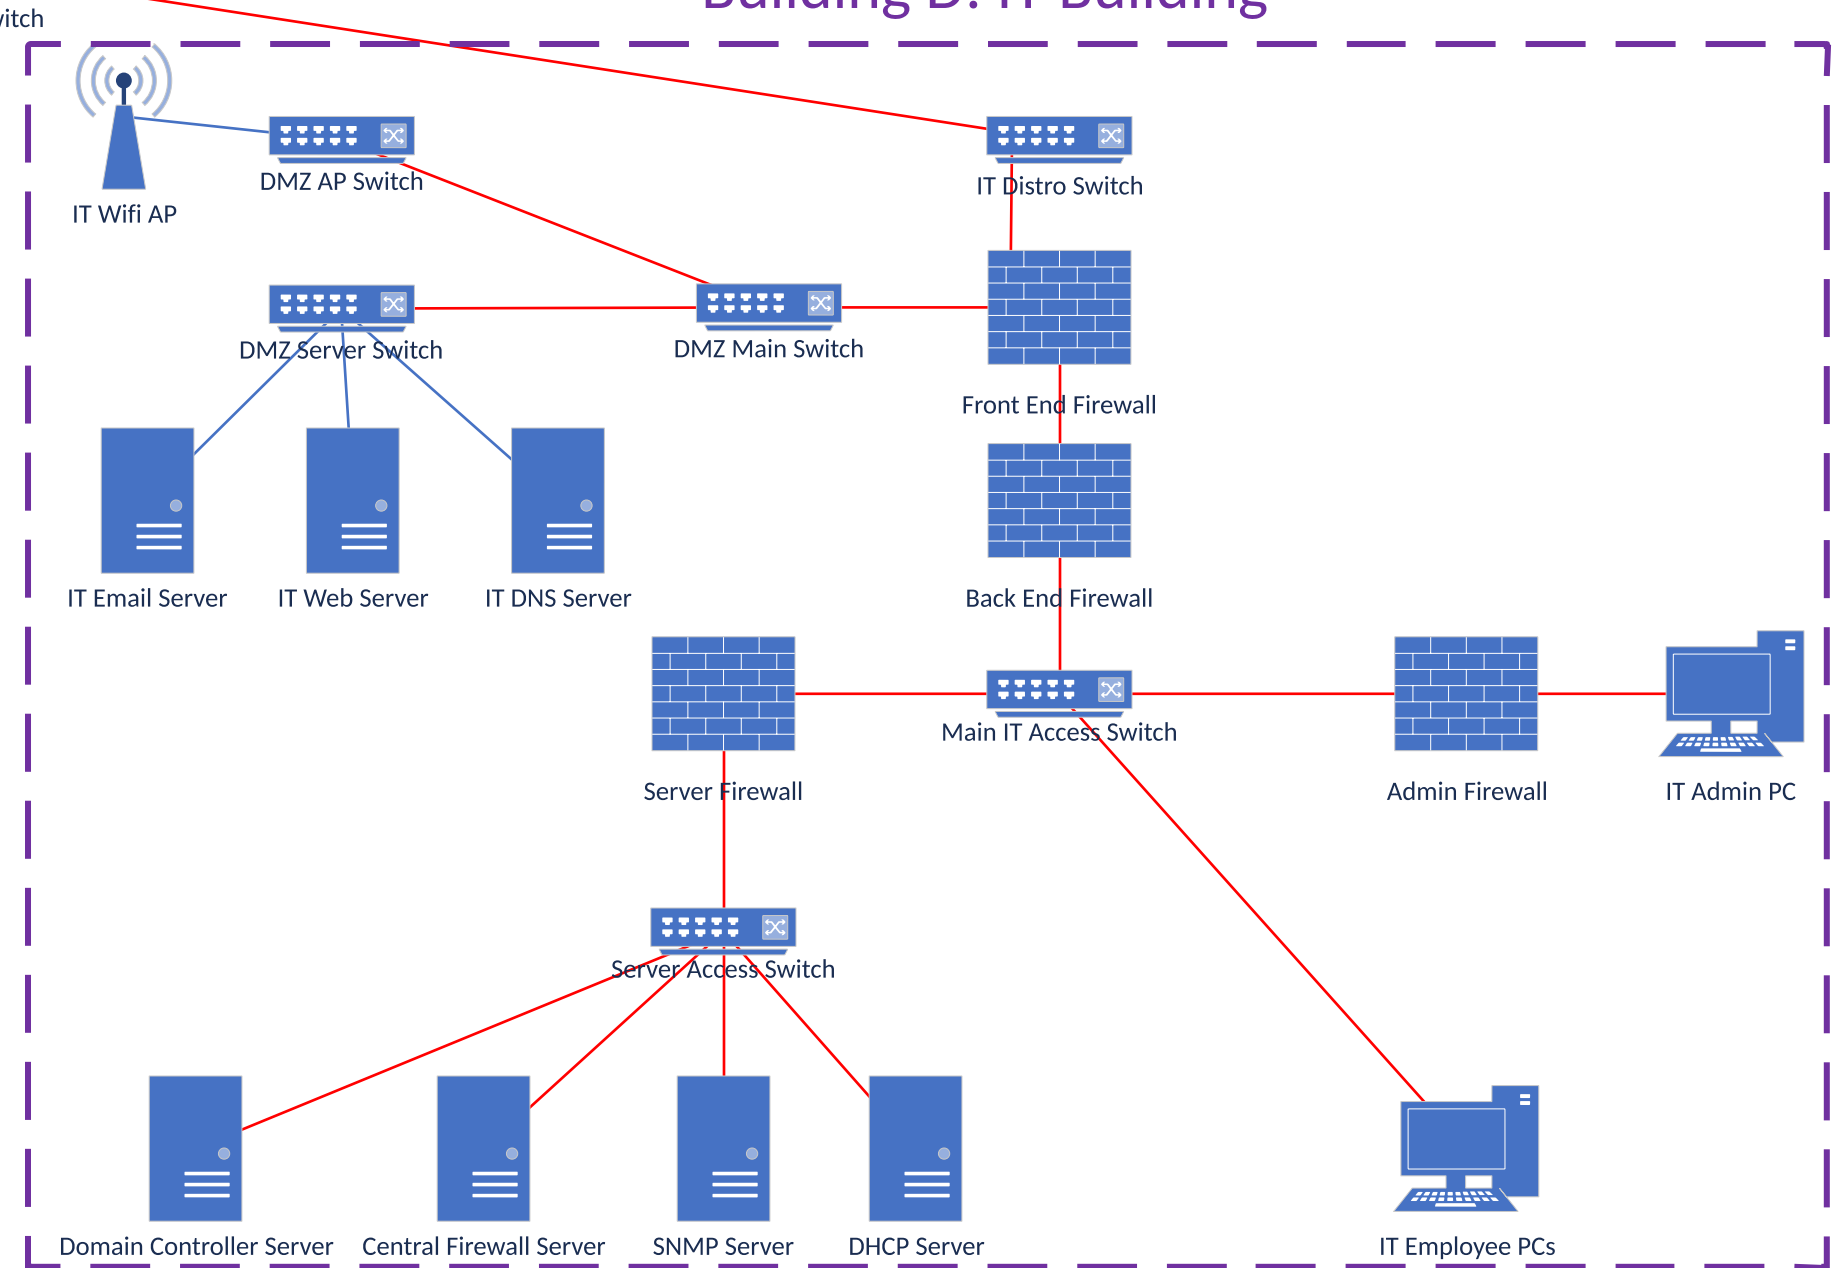 Building D: IT Building
IT Wifi AP
DMZ AP Switch
IT Distro Switch
DMZ Server Switch
DMZ Main Switch
Front End Firewall
IT Email Server
IT Web Server
IT DNS Server
Back End Firewall
Main IT Access Switch
Server Firewall
Admin Firewall
IT Admin PC
Server Access Switch
Domain Controller Server
Central Firewall Server
SNMP Server
DHCP Server
IT Employee PCs